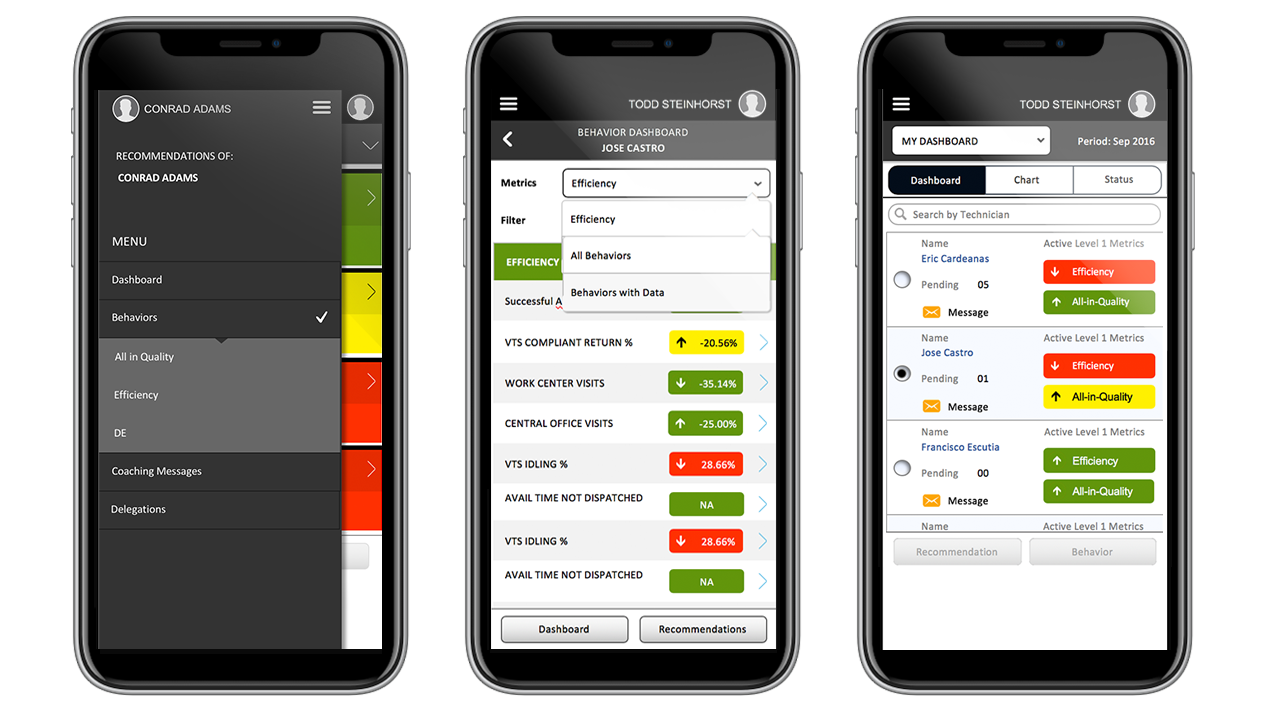 CONRAD ADAMS
RECOMMENDATIONS OF:
CONRAD ADAMS
MENU
Dashboard
Behaviors
All in Quality
Efficiency
DE
Coaching Messages
Delegations
TODD STEINHORST
BEHAVIOR DASHBOARD
JOSE CASTRO
Metrics
Efficiency
Filter
Efficiency
All Behaviors
Behaviors with Data
EFFICIENCY
Successful
VTS COMPLIANT RETURN %
-20.56%
WORK CENTER VISITS
-35.14%
CENTRAL OFFICE VISITS
-25.00%
VTS IDLING %
28.66%
AVAIL TIME NOT DISPATCHED
NA
VTS IDLING %
28.66%
AVAIL TIME NOT DISPATCHED
NA
Dashboard
Recommendations
TODD STEINHORST
MY DASHBOARD
Period: Sep 2016
Dashboard
Chart
Status
Search by Technician
Name
Active Level 1 Metrics
Eric Cardeanas
Efficiency
Pending 05
All-in-Quality
Message
Name
Active Level 1 Metrics
Jose Castro
Efficiency
Pending 01
All-in-Quality
Message
Name
Active Level 1 Metrics
Francisco Escutia
Efficiency
Pending 00
All-in-Quality
Message
Name
Active Level 1 Metrics
Recommendation
Behavior